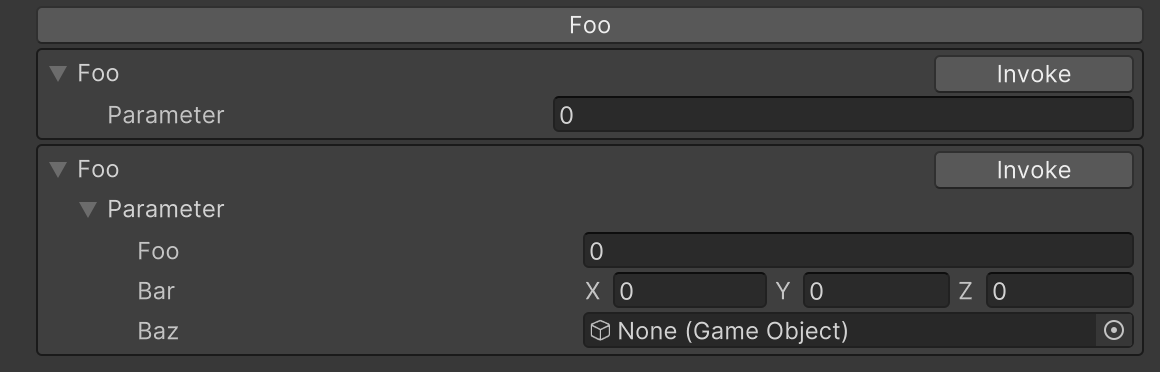 Foo
Foo Invoke
Parameter 0
Foo Invoke
Parameter
Foo 0
Bar X 0 Y 0 Z 0
Baz None (Game Object)